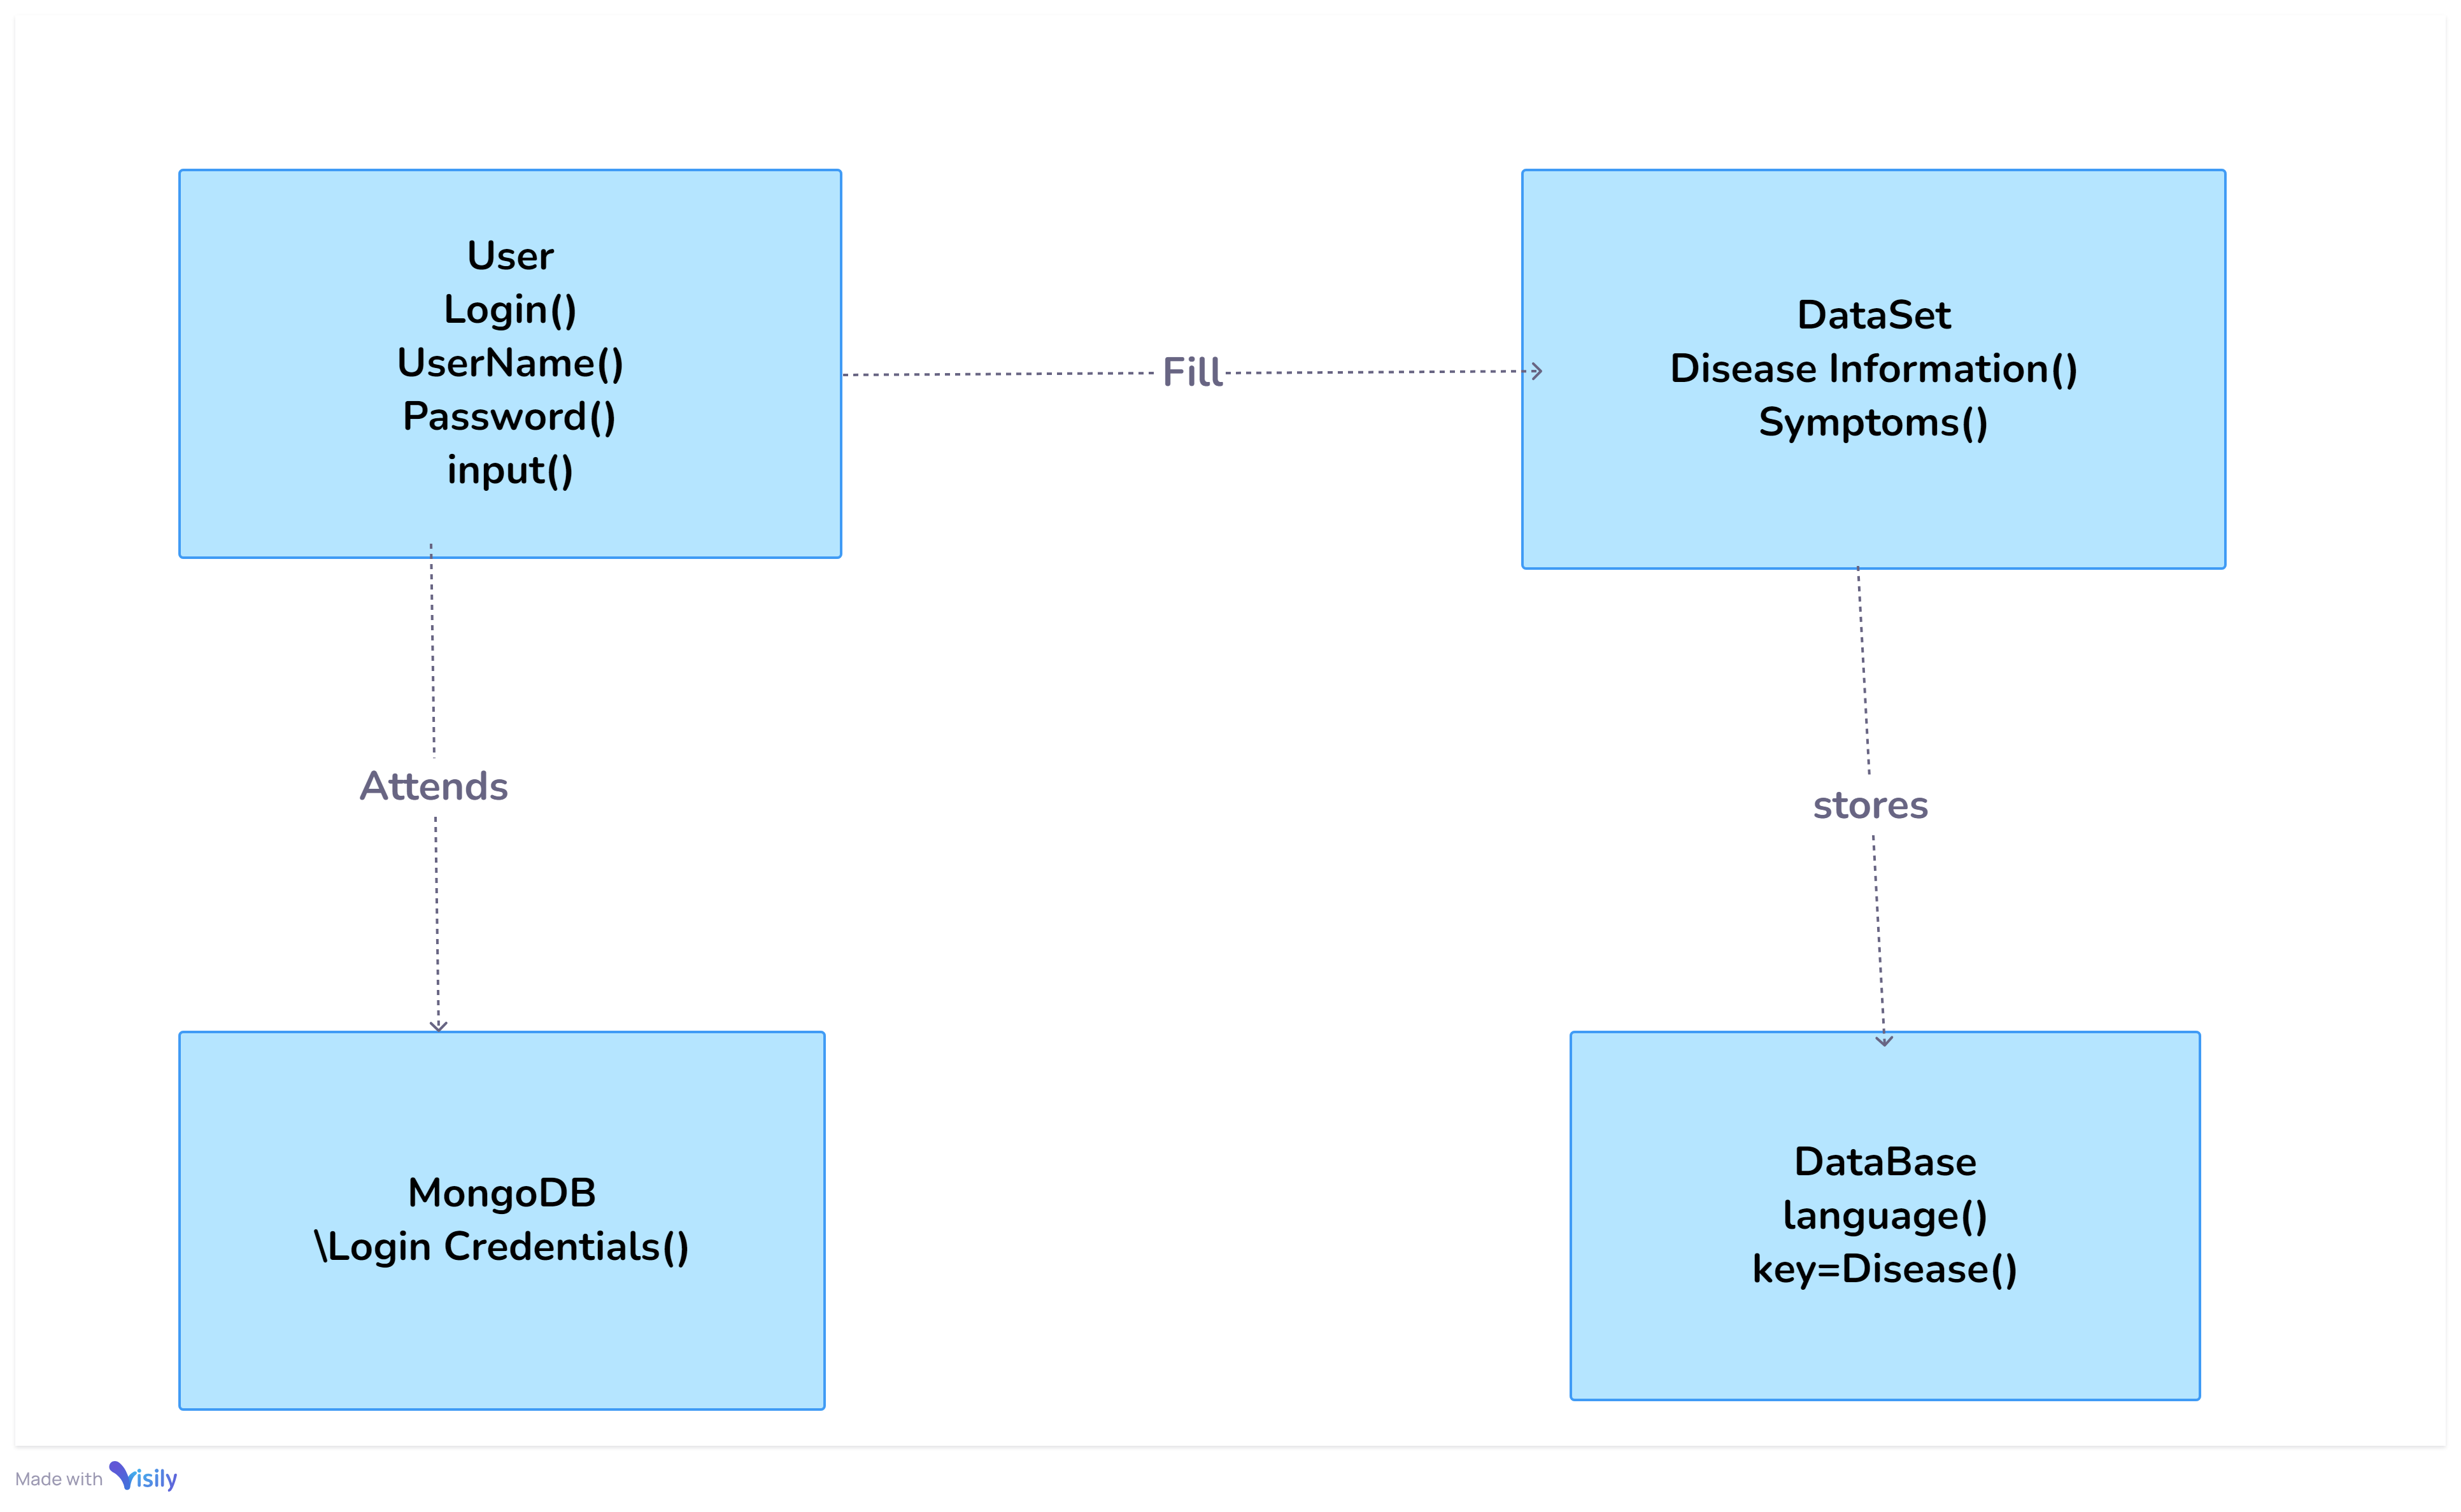 User
Login()
UserName()
Password()
input()
Fill
DataSet
Disease Information()
Symptoms()
Attends
stores
MongoDB
\Login Credentials()
DataBase
language()
key=Disease()
Made with Visily